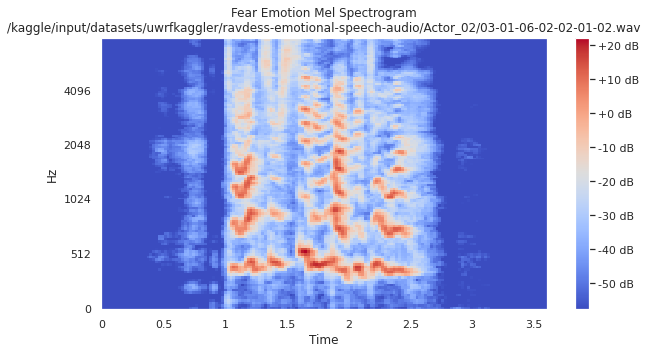 Fear Emotion Mel Spectrogram
/kaggle/input/datasets/uwrfkaggler/ravdess-emotional-speech-audio/Actor_02/03-01-06-02-02-01-02.wav
+20 dB
+10 dB
+0 dB
-10 dB
-20 dB
-30 dB
-40 dB
-50 dB
4096
2048
1024
512
0
Hz
0
0.5
1
1.5
2
2.5
3
3.5
Time